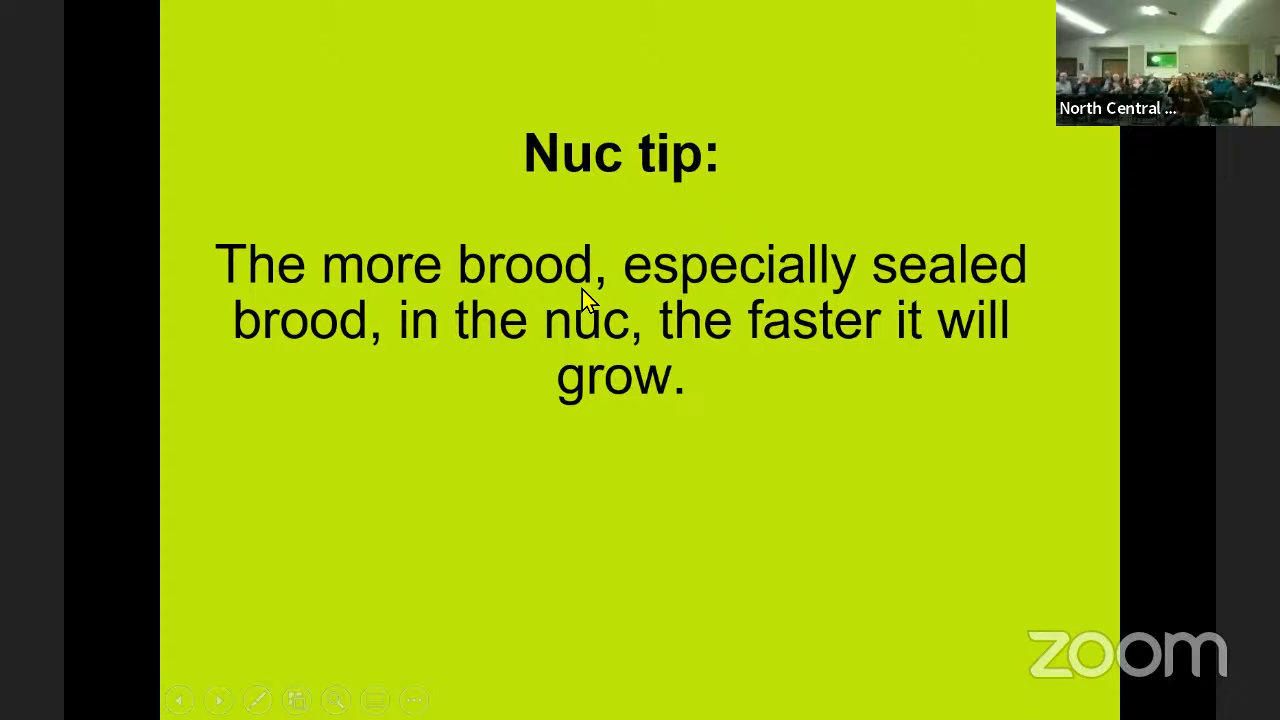 North Central ...
Nuc tip:
The more brood, especially sealed
brood, in the nuc, the faster it will
grow.
zoom